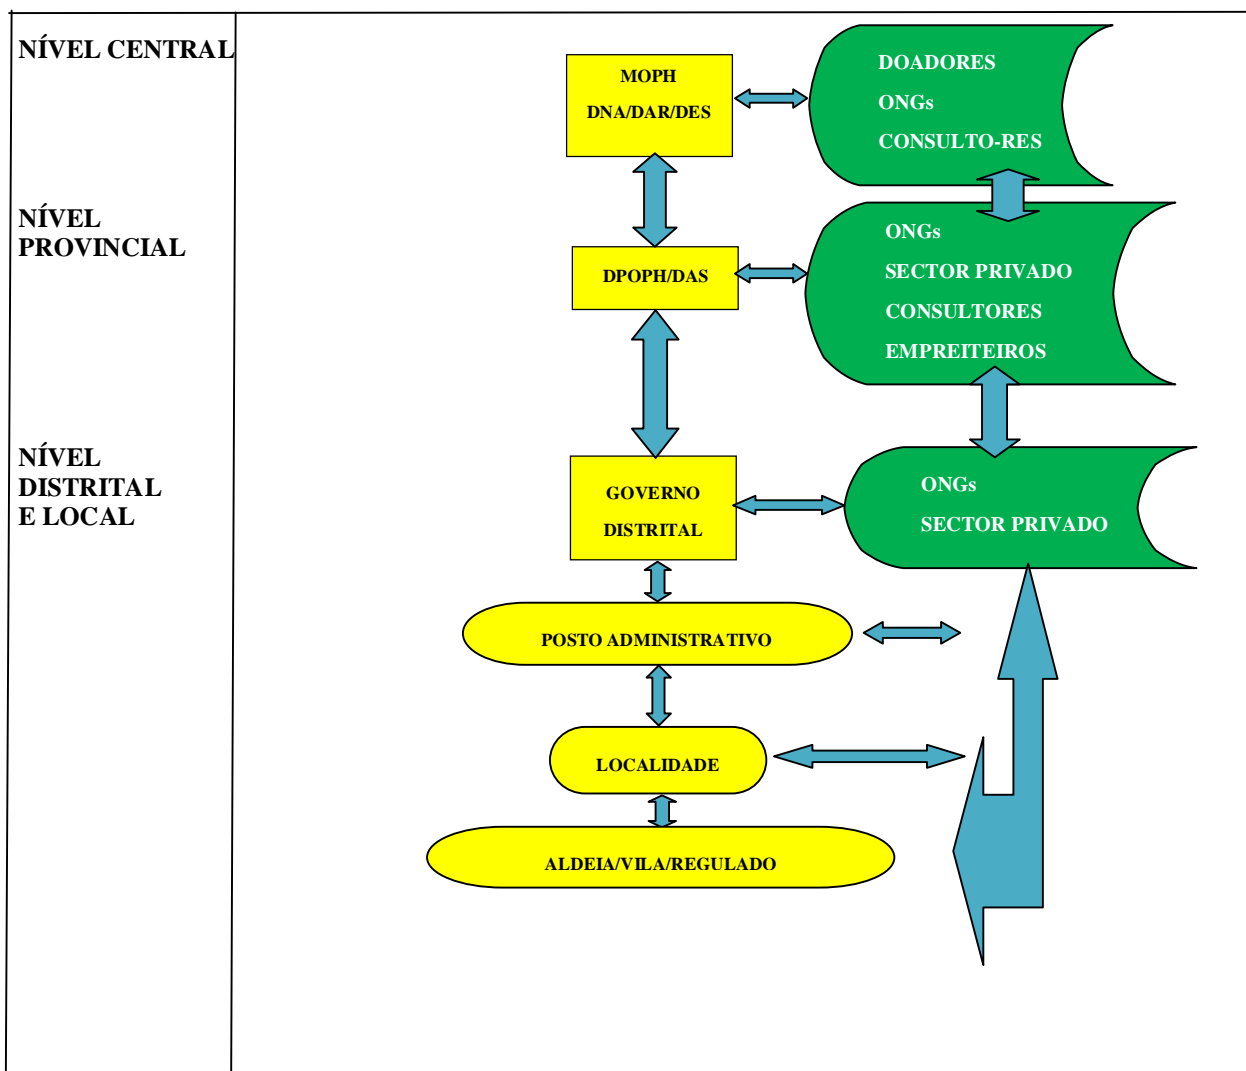 NÍVEL CENTRAL
MOPH
DNA/DAR/DES
DOADORES
ONGs
CONSULTO-RES
NÍVEL
PROVINCIAL
DPOPH/DAS
ONGs
SECTOR PRIVADO
CONSULTORES
EMPREITEIROS
NÍVEL
DISTRITAL
E LOCAL
GOVERNO
DISTRITAL
ONGs
SECTOR PRIVADO
POSTO ADMINISTRATIVO
LOCALIDADE
ALDEIA/VILA/REGULADO